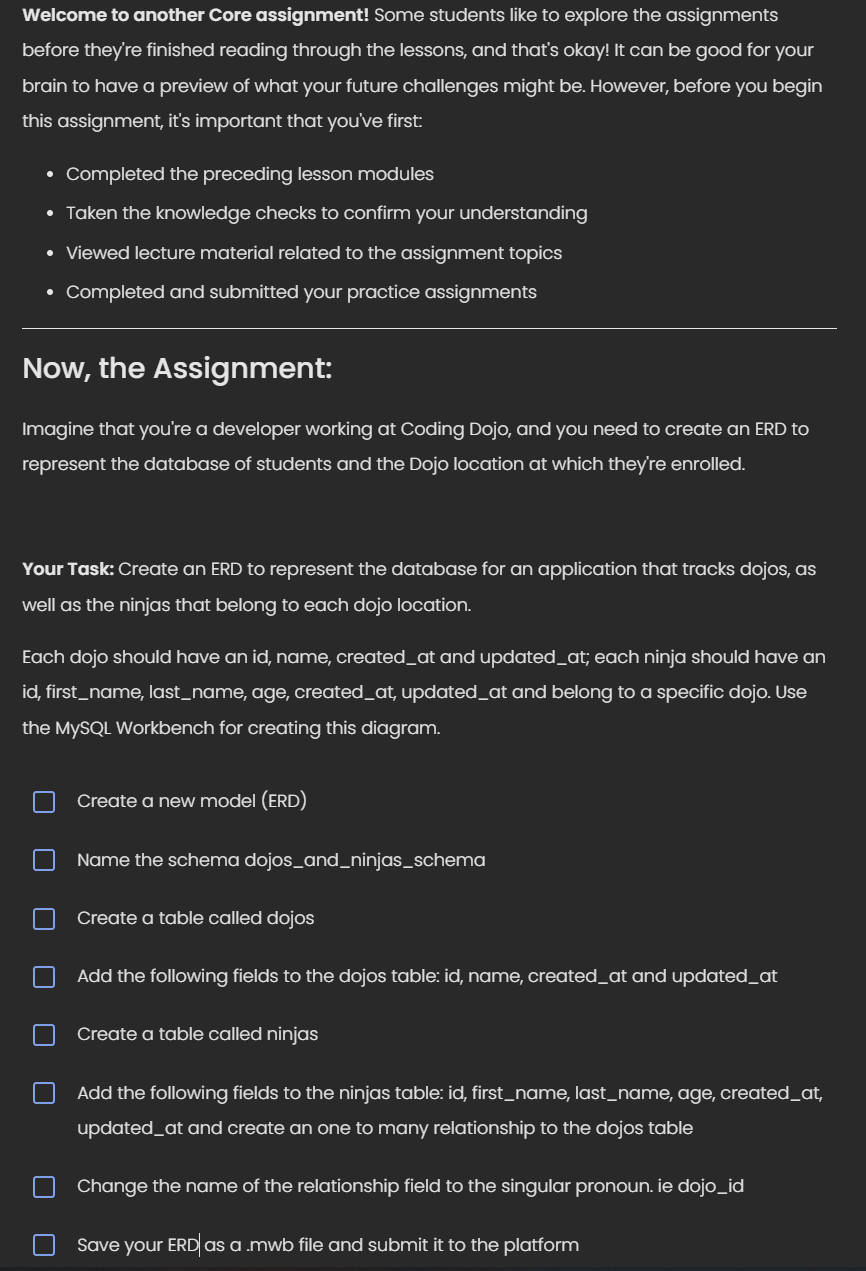 Welcome to another Core assignment! Some students like to explore the assignments
before they're finished reading through the lessons, and that's okay! It can be good for your
brain to have a preview of what your future challenges might be. However, before you begin
this assignment, it's important that you've first:
• Completed the preceding lesson modules
• Taken the knowledge checks to confirm your understanding
• Viewed lecture material related to the assignment topics
• Completed and submitted your practice assignments
Now, the Assignment:
Imagine that you're a developer working at Coding Dojo, and you need to create an ERD to
represent the database of students and the Dojo location at which they're enrolled.
Your Task: Create an ERD to represent the database for an application that tracks dojos, as
well as the ninjas that belong to each dojo location.
Each dojo should have an id, name, created_at and updated_at; each ninja should have an
id, first_name, last_name, age, created_at, updated_at and belong to a specific dojo. Use
the MySQL Workbench for creating this diagram.
Create a new model (ERD)
Name the schema dojos_and_ninjas_schema
Create a table called dojos
Add the following fields to the dojos table: id, name, created_at and updated_at
Create a table called ninjas
Add the following fields to the ninjas table: id, first_name, last_name, age, created_at,
updated_at and create an one to many relationship to the dojos table
Change the name of the relationship field to the singular pronoun. ie dojo_id
Save your ERD as a .mwb file and submit it to the platform